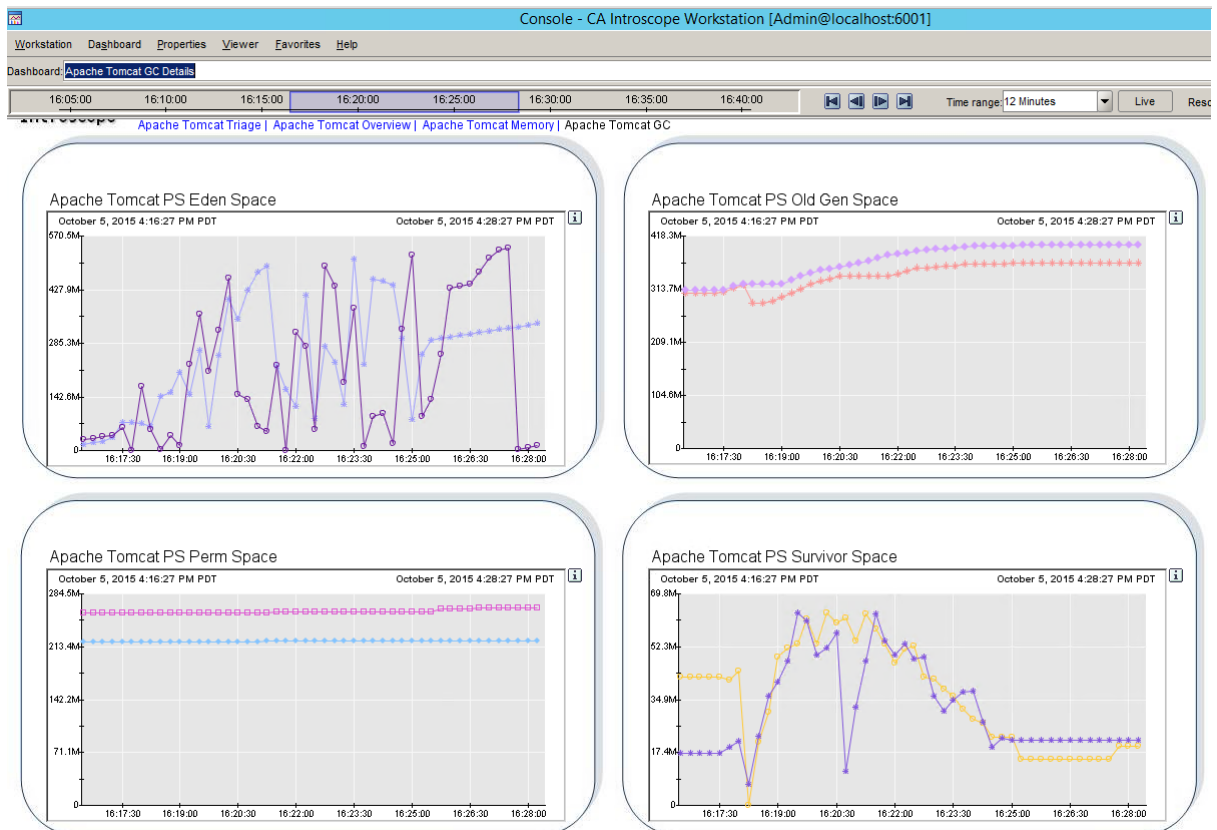 Console - CA Introscope Workstation [Admin@localhost:6001]
Workstation Dashboard Properties Viewer Favorites Help
Dashboard: Apache Tomcat GC Details
16:05:00 16:10:00 16:15:00 16:20:00 16:25:00 16:30:00 16:35:00 16:40:00 Time range: 12 Minutes Live Reso
Introscope Apache Tomcat Triage | Apache Tomcat Overview | Apache Tomcat Memory | Apache Tomcat GC
Apache Tomcat PS Eden Space
October 5, 2015 4:16:27 PM PDT October 5, 2015 4:28:27 PM PDT
570.5M
427.9M
285.3M
142.6M
0
16:17:30 16:19:00 16:20:30 16:22:00 16:23:30 16:25:00 16:26:30 16:28:00
Apache Tomcat PS Old Gen Space
October 5, 2015 4:16:27 PM PDT October 5, 2015 4:28:27 PM PDT
418.3M
313.7M
209.1M
104.6M
0
16:17:30 16:19:00 16:20:30 16:22:00 16:23:30 16:25:00 16:26:30 16:28:00
Apache Tomcat PS Perm Space
October 5, 2015 4:16:27 PM PDT October 5, 2015 4:28:27 PM PDT
284.5M
213.4M
142.2M
71.1M
0
16:17:30 16:19:00 16:20:30 16:22:00 16:23:30 16:25:00 16:26:30 16:28:00
Apache Tomcat PS Survivor Space
October 5, 2015 4:16:27 PM PDT October 5, 2015 4:28:27 PM PDT
69.8M
52.3M
34.9M
17.4M
0
16:17:30 16:19:00 16:20:30 16:22:00 16:23:30 16:25:00 16:26:30 16:28:00